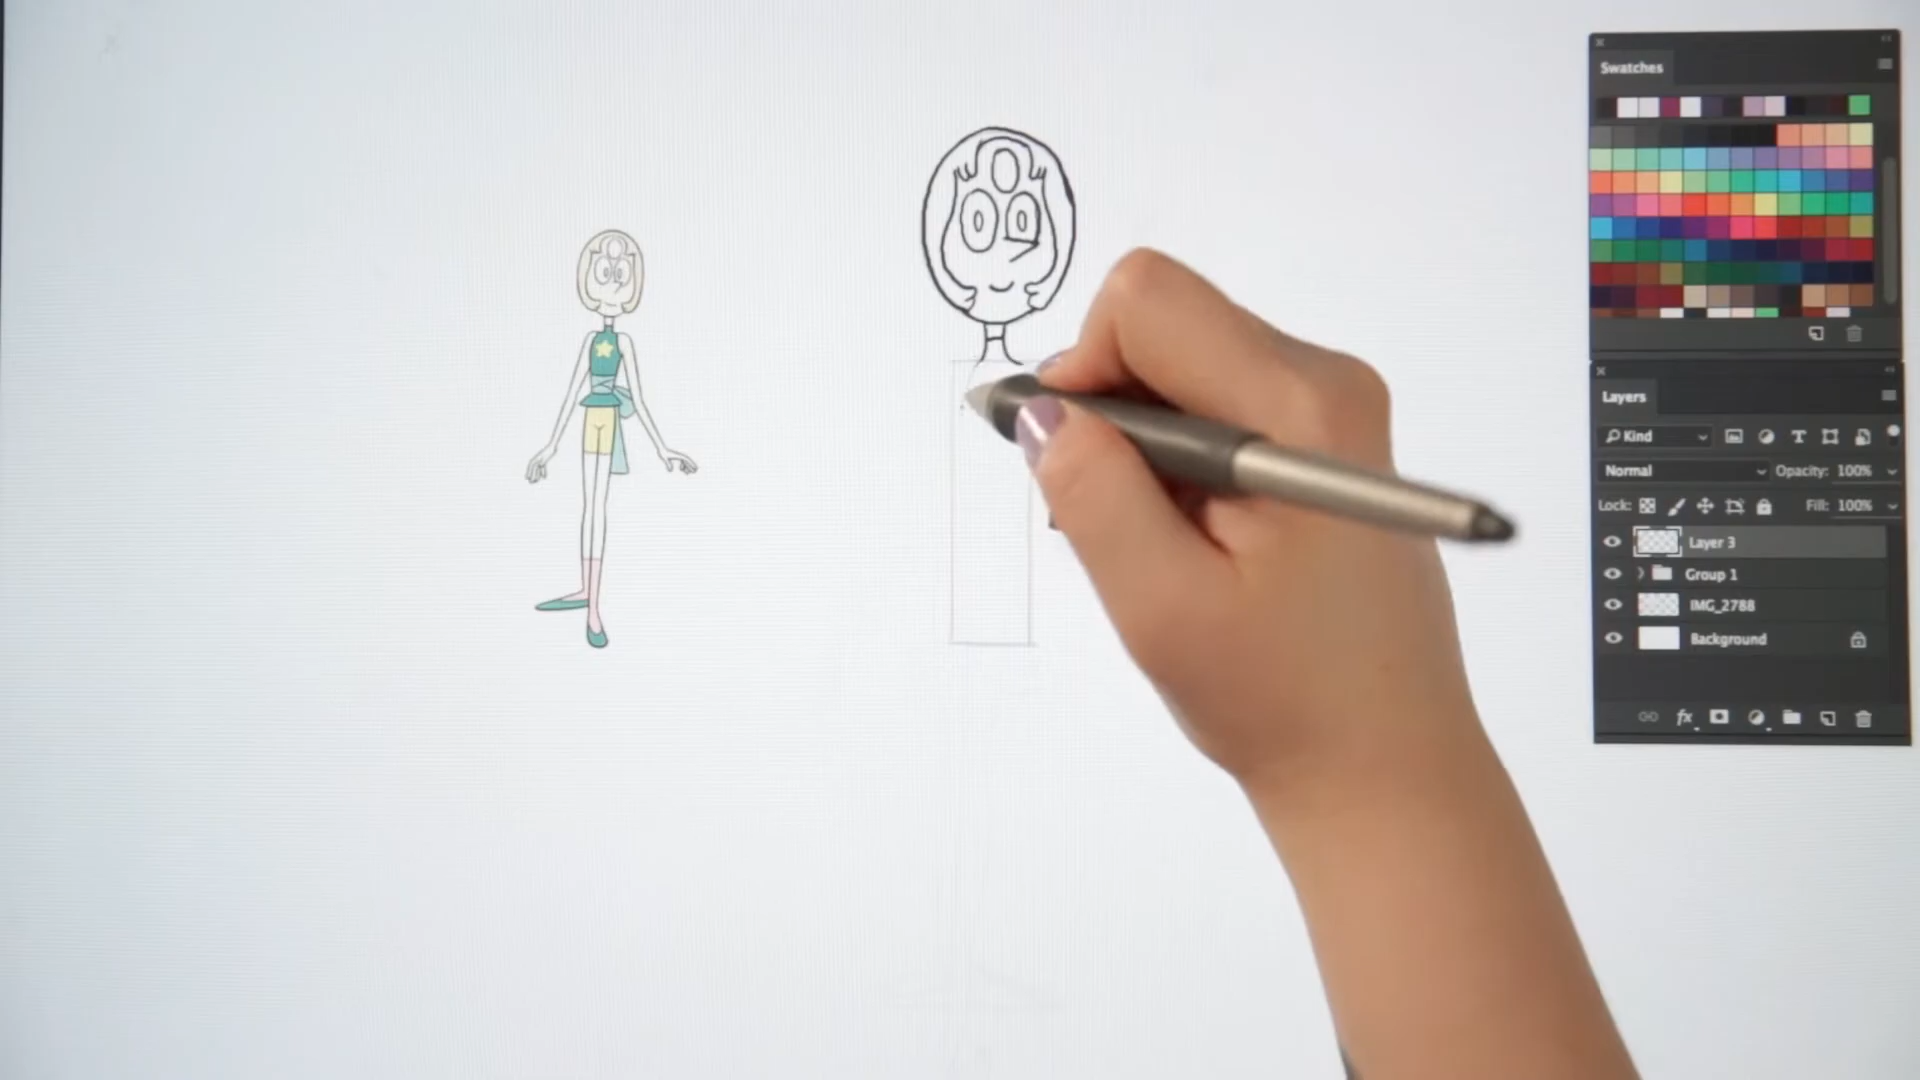 Swatches
Layers
Kind
Normal Opacity: 100%
Lock: Fill: 100%
Layer 3
Group 1
IMG_2788
Background
fx